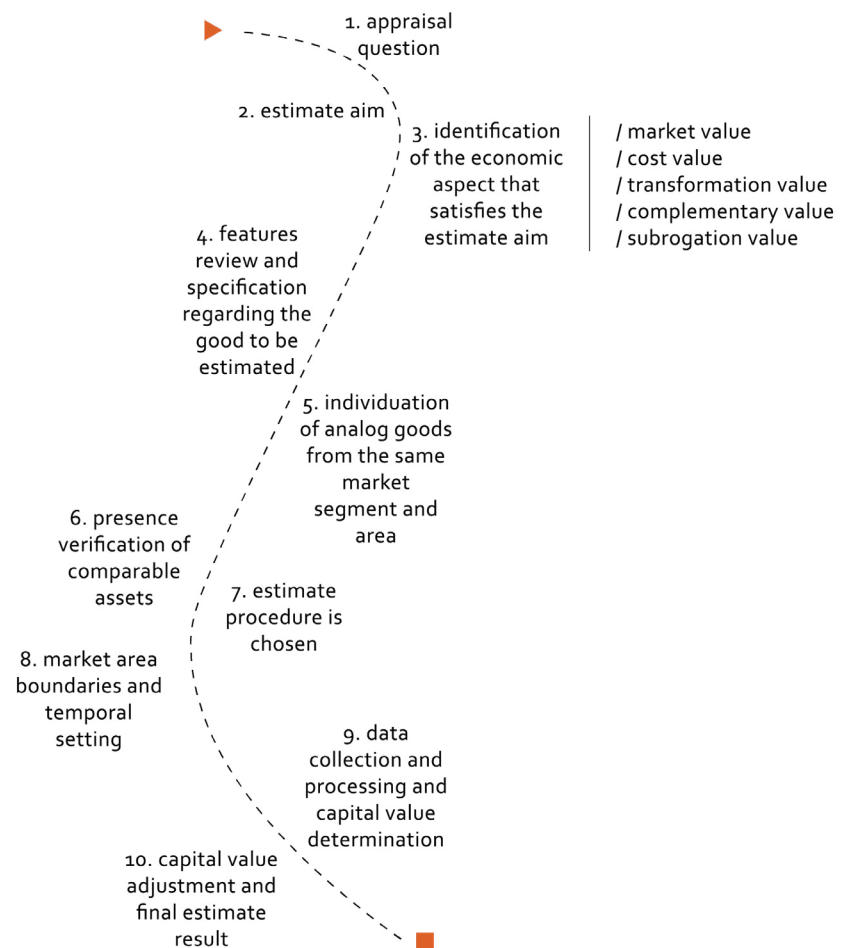 1. appraisal
question
2. estimate aim
3. identification
of the economic
aspect that
satisfies the
estimate aim
/ market value
/ cost value
/ transformation value
/ complementary value
/ subrogation value
4. features
review and
specification
regarding the
good to be
estimated
5. individuation
of analog goods
from the same
market
segment and
area
6. presence
verification of
comparable
assets
7. estimate
procedure is
chosen
8. market area
boundaries and
temporal
setting
9. data
collection and
processing and
capital value
determination
10. capital value
adjustment and
final estimate
result